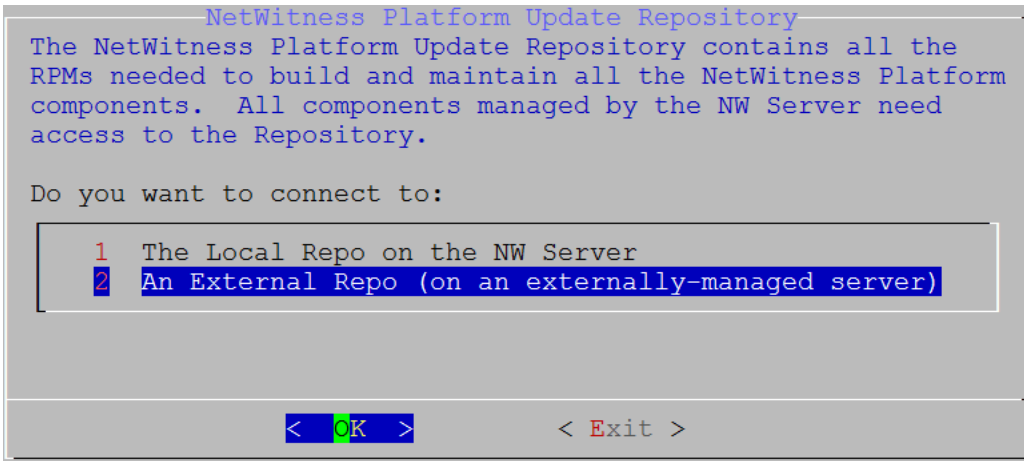 NetWitness Platform Update Repository
The NetWitness Platform Update Repository contains all the
RPMs needed to build and maintain all the NetWitness Platform
components.  All components managed by the NW Server need
access to the Repository.
Do you want to connect to:
1  The Local Repo on the NW Server
2  An External Repo (on an externally-managed server)
<  OK  >  < Exit >